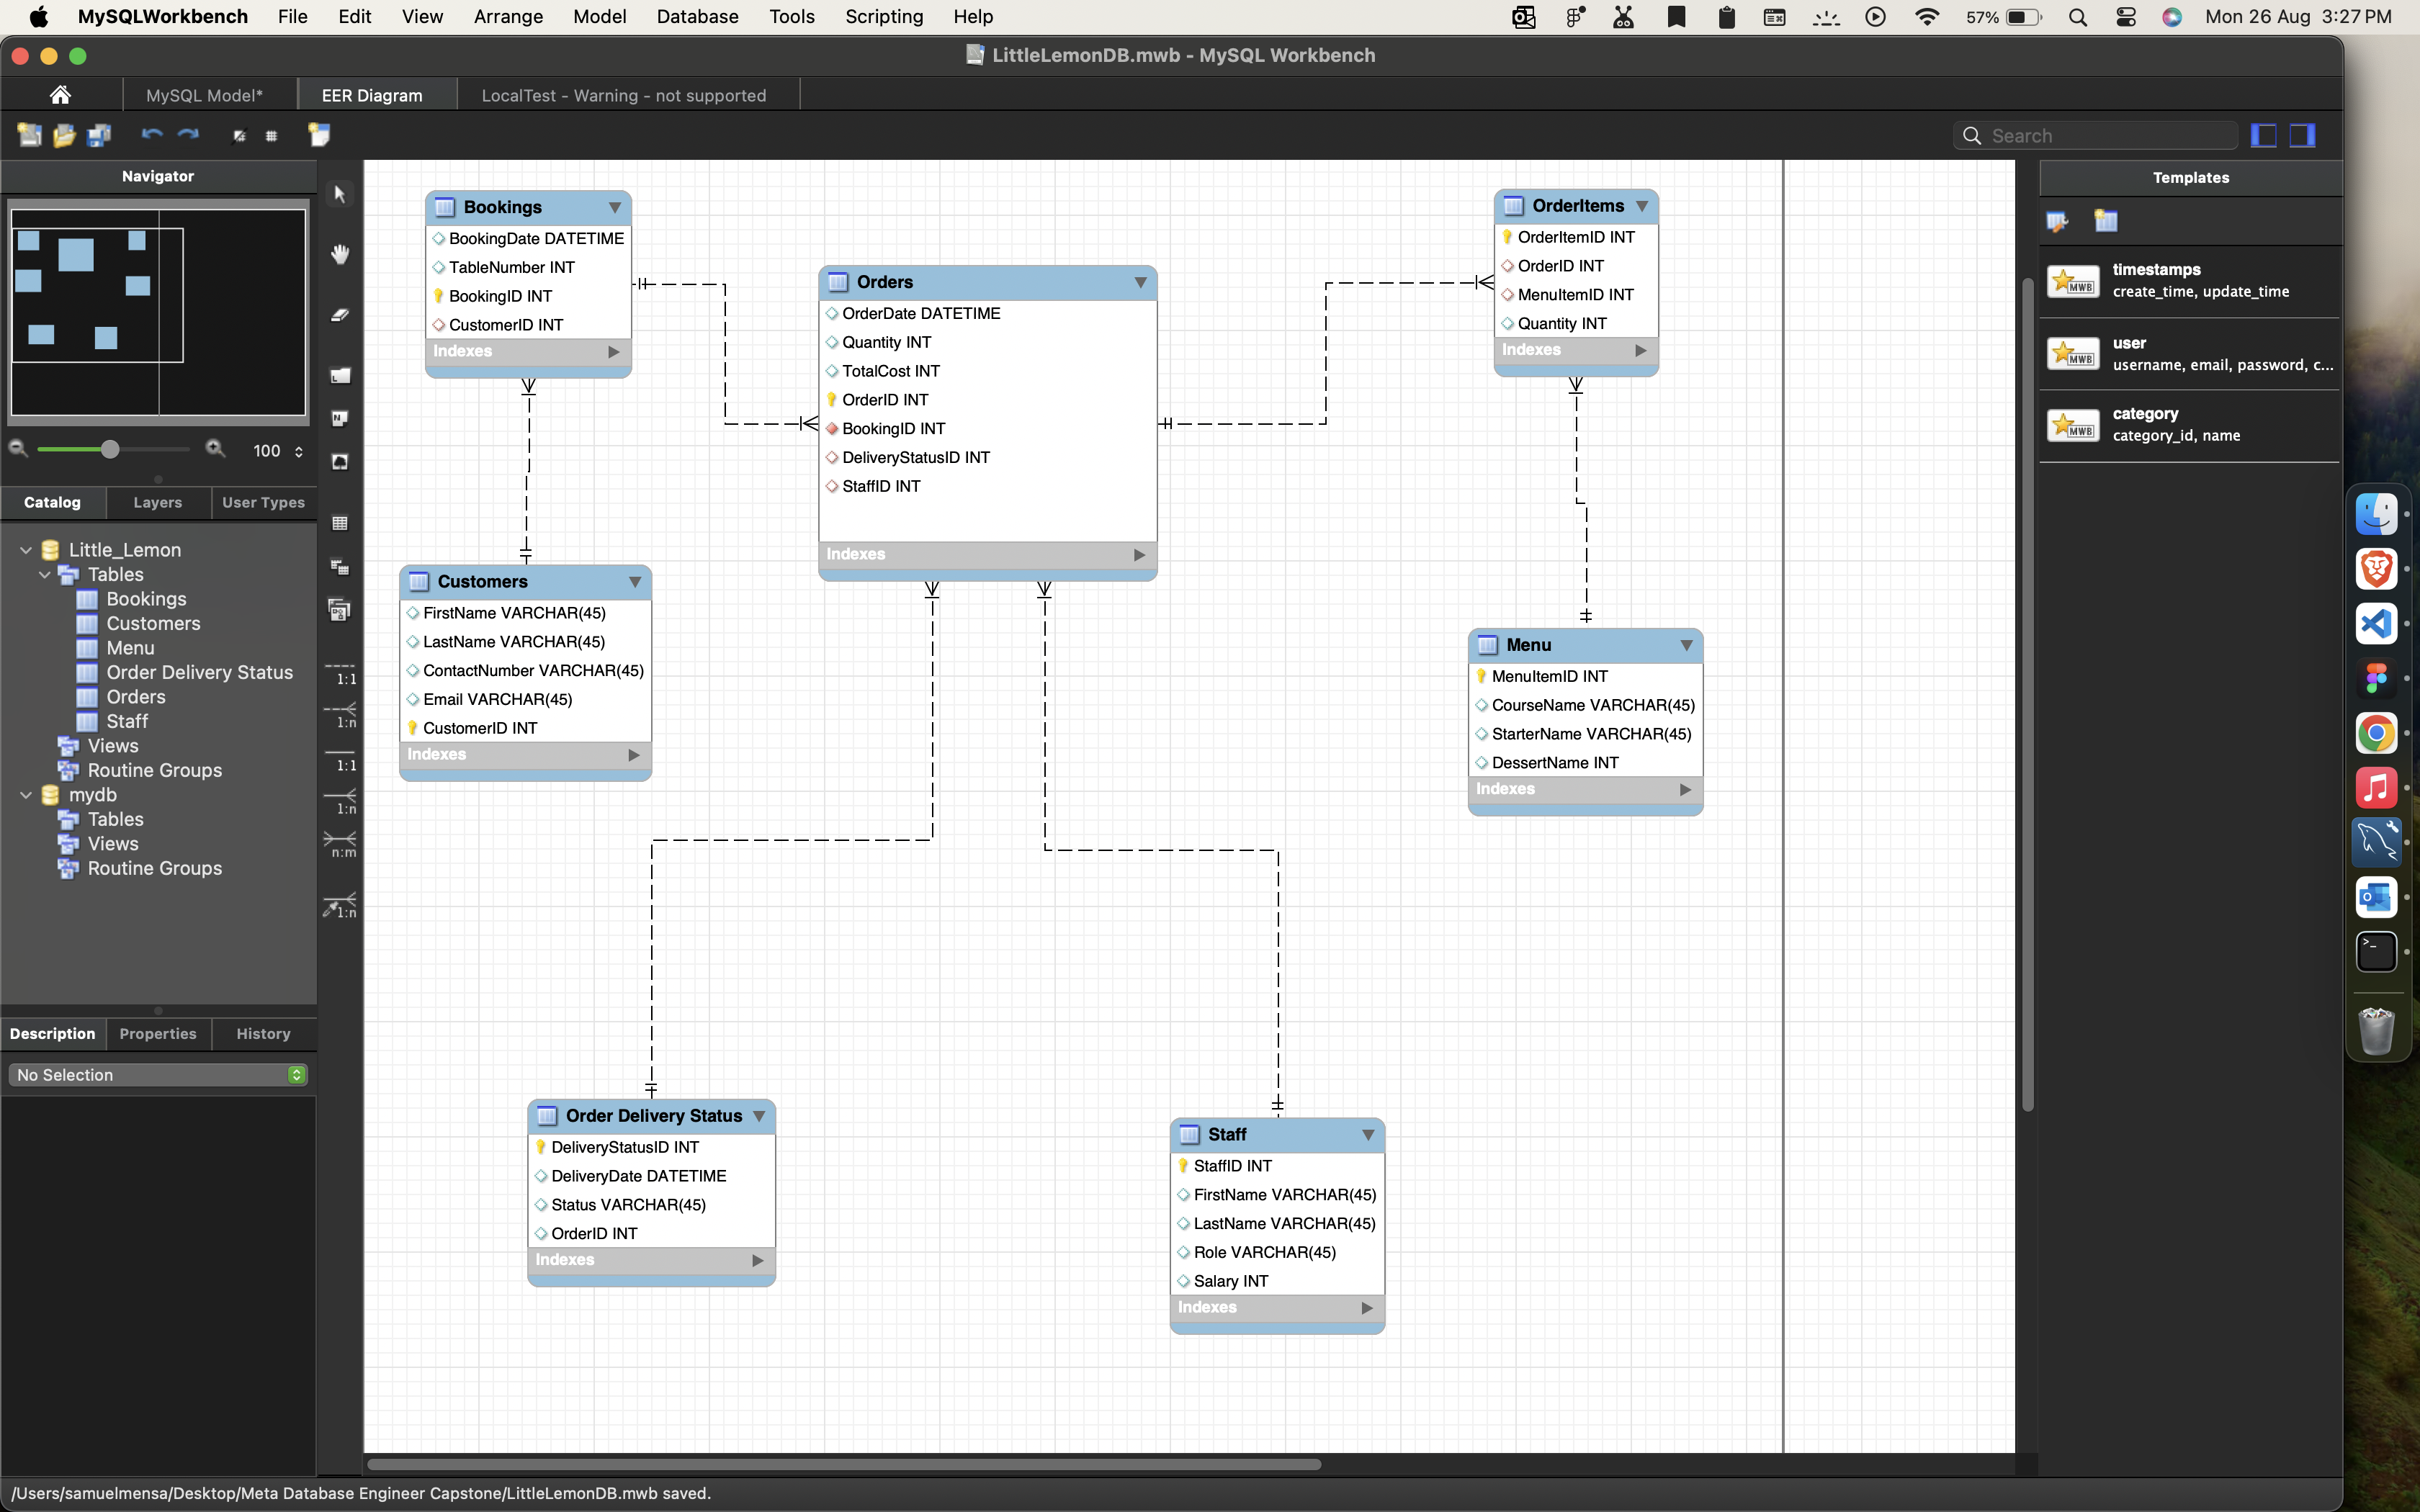 MySQLWorkbench File Edit View Arrange Model Database Tools Scripting Help
57% Mon 26 Aug 3:27 PM
LittleLemonDB.mwb - MySQL Workbench
MySQL Model* EER Diagram LocalTest - Warning - not supported
Search
Navigator
100
Catalog Layers User Types
Little_Lemon
Tables
Bookings
Customers
Menu
Order Delivery Status
Orders
Staff
Views
Routine Groups
mydb
Tables
Views
Routine Groups
Description Properties History
No Selection
1:1
1:n
1:1
1:n
n:m
1:n
Bookings
BookingDate DATETIME
TableNumber INT
BookingID INT
CustomerID INT
Indexes
Orders
OrderDate DATETIME
Quantity INT
TotalCost INT
OrderID INT
BookingID INT
DeliveryStatusID INT
StaffID INT
Indexes
OrderItems
OrderItemID INT
OrderID INT
MenuItemID INT
Quantity INT
Indexes
Customers
FirstName VARCHAR(45)
LastName VARCHAR(45)
ContactNumber VARCHAR(45)
Email VARCHAR(45)
CustomerID INT
Indexes
Menu
MenuItemID INT
CourseName VARCHAR(45)
StarterName VARCHAR(45)
DessertName INT
Indexes
Order Delivery Status
DeliveryStatusID INT
DeliveryDate DATETIME
Status VARCHAR(45)
OrderID INT
Indexes
Staff
StaffID INT
FirstName VARCHAR(45)
LastName VARCHAR(45)
Role VARCHAR(45)
Salary INT
Indexes
Templates
timestamps
create_time, update_time
user
username, email, password, c...
category
category_id, name
MWB
MWB
MWB
/Users/samuelmensa/Desktop/Meta Database Engineer Capstone/LittleLemonDB.mwb saved.